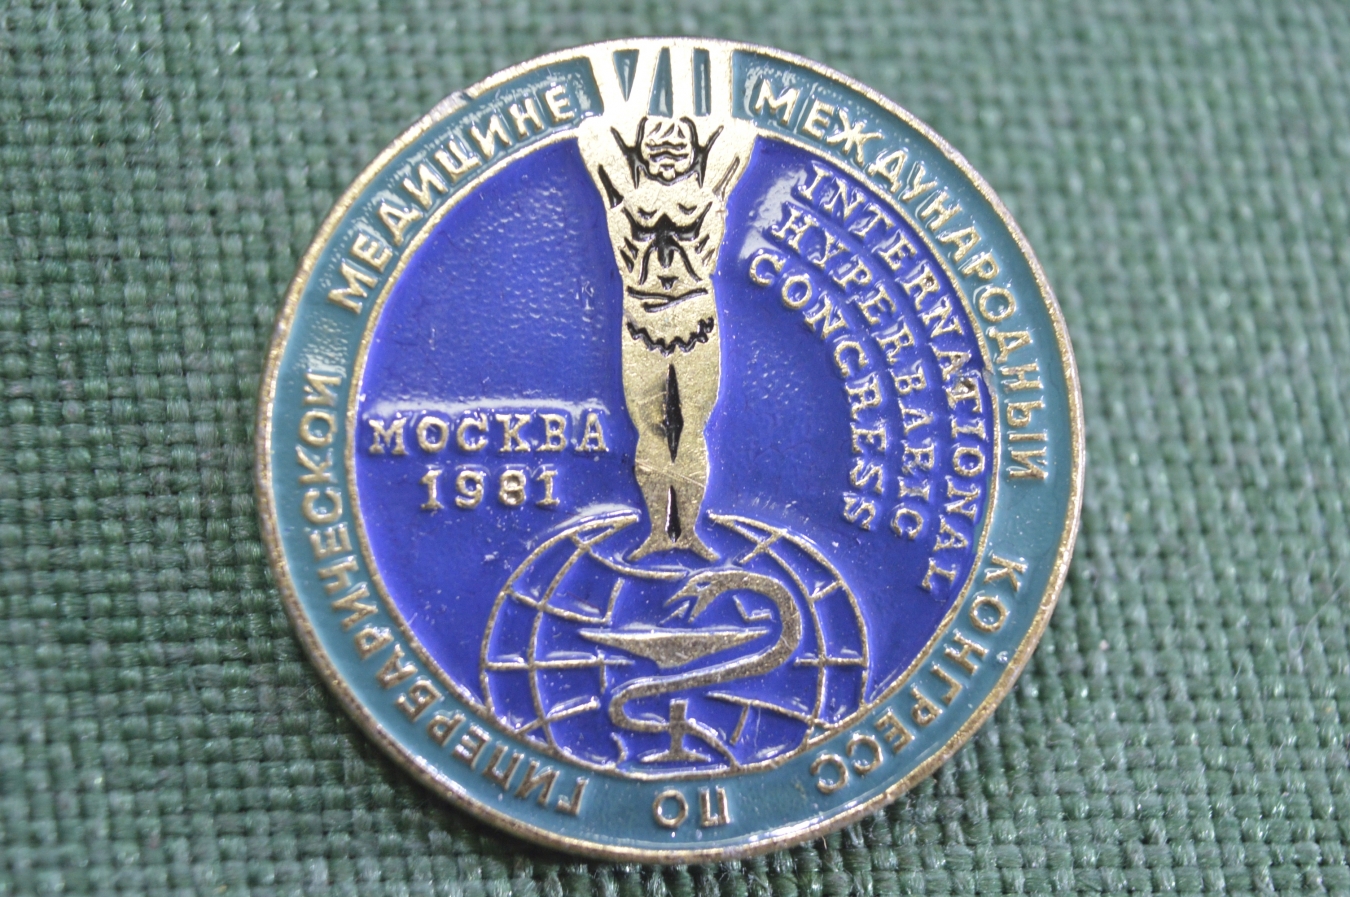 VII
МЕЖДУНАРОДНЫЙ КОНГРЕСС ПО ГИПЕРБАРИЧЕСКОЙ МЕДИЦИНЕ
INTERNATIONAL
HYPERBARIC
CONGRESS
МОСКВА
1981